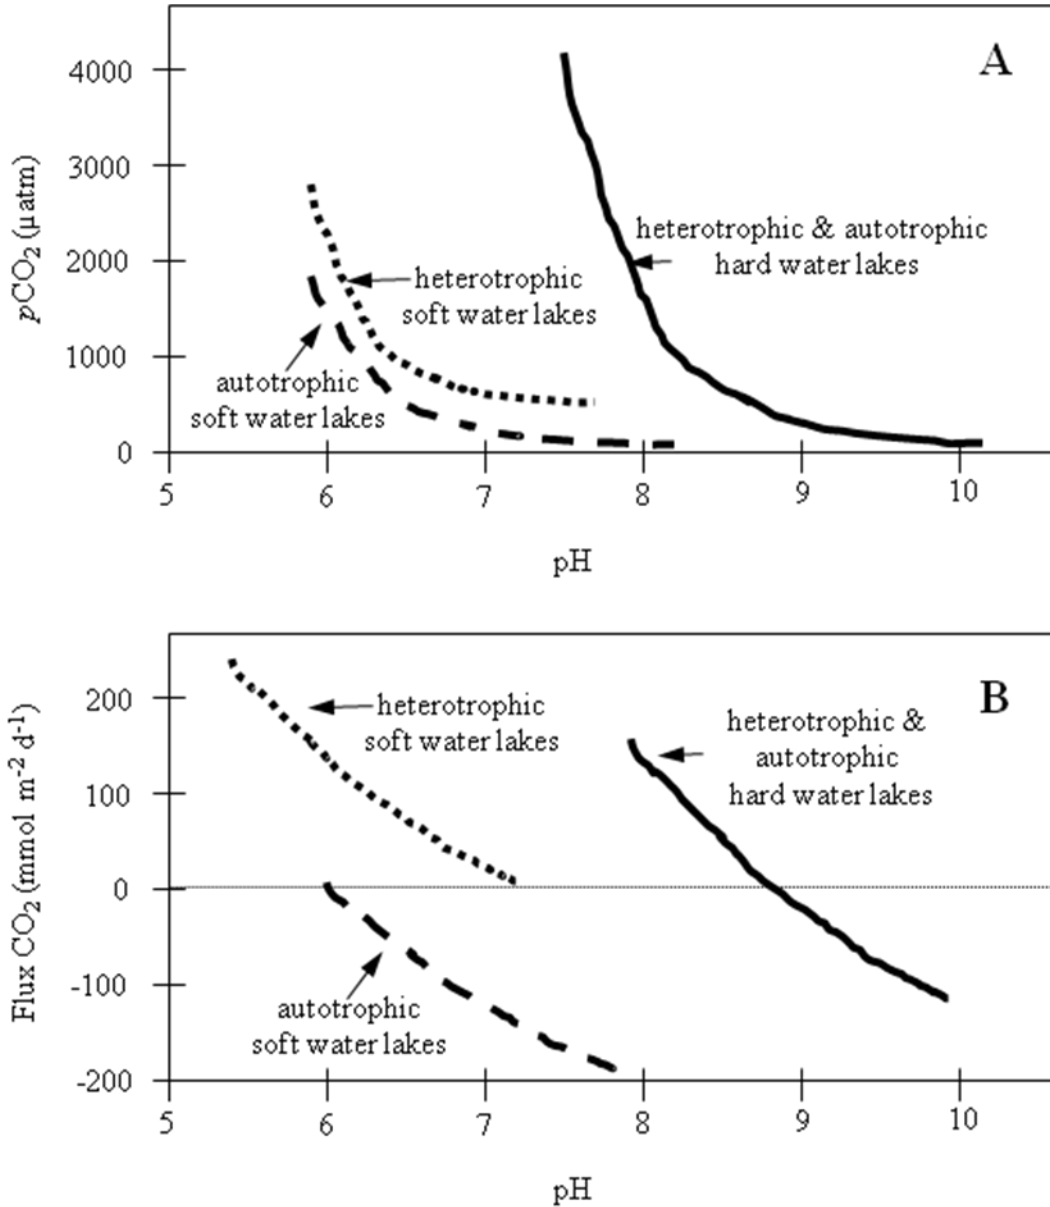 A
4000
3000
2000
1000
0
pCO2 (µatm)
heterotrophic & autotrophic
hard water lakes
heterotrophic
soft water lakes
autotrophic
soft water lakes
5 6 7 8 9 10
pH
B
200
100
0
-100
-200
Flux CO2 (mmol m-2 d-1)
heterotrophic
soft water lakes
heterotrophic &
autotrophic
hard water lakes
autotrophic
soft water lakes
5 6 7 8 9 10
pH